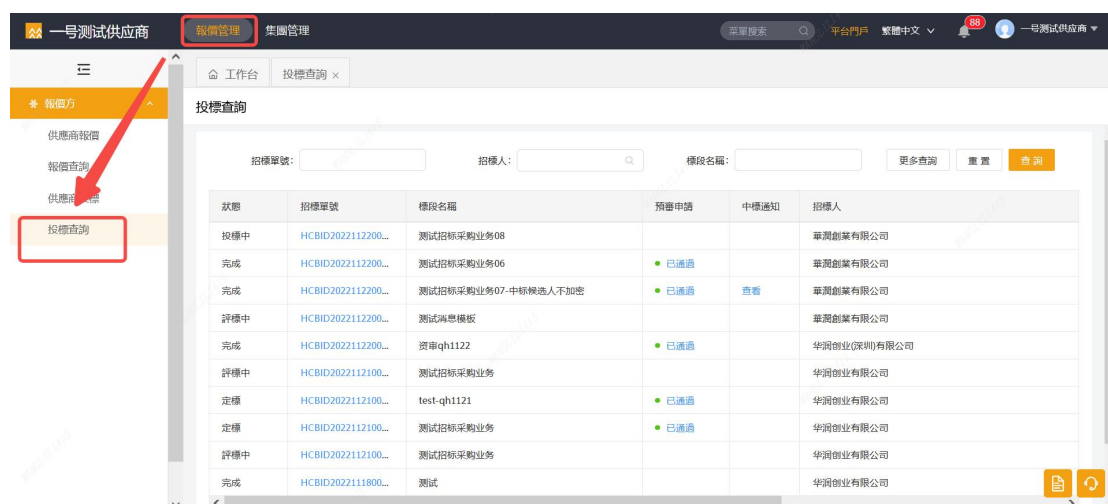 一号测试供应商 報價管理 集團管理 菜單搜索 平台門戶 繁體中文 88 一号测试供应商
工作台 投標查詢 ×
報價方
供應商報價
報價查詢
供應商 標
投標查詢
投標查詢
招標單號: 招標人: 標段名稱: 更多查詢 重置 查詢
狀態 招標單號 標段名稱 預審申請 中標通知 招標人
投標中 HCBID2022112200... 测试招标采购业务08 華潤創業有限公司
完成 HCBID2022112200... 测试招标采购业务06 已通過 華潤創業有限公司
完成 HCBID2022112200... 测试招标采购业务07-中标候选人不加密 已通過 查看 華潤創業有限公司
評標中 HCBID2022112200... 测试消息模板 華潤創業有限公司
完成 HCBID2022112200... 资审qh1122 已通過 华润创业(深圳)有限公司
評標中 HCBID2022112100... 测试招标采购业务 华润创业有限公司
定標 HCBID2022112100... test-qh1121 已通過 华润创业有限公司
定標 HCBID2022112100... 测试招标采购业务 已通過 华润创业有限公司
評標中 HCBID2022112100... 测试招标采购业务 华润创业有限公司
完成 HCBID2022111800... 测试 华润创业有限公司